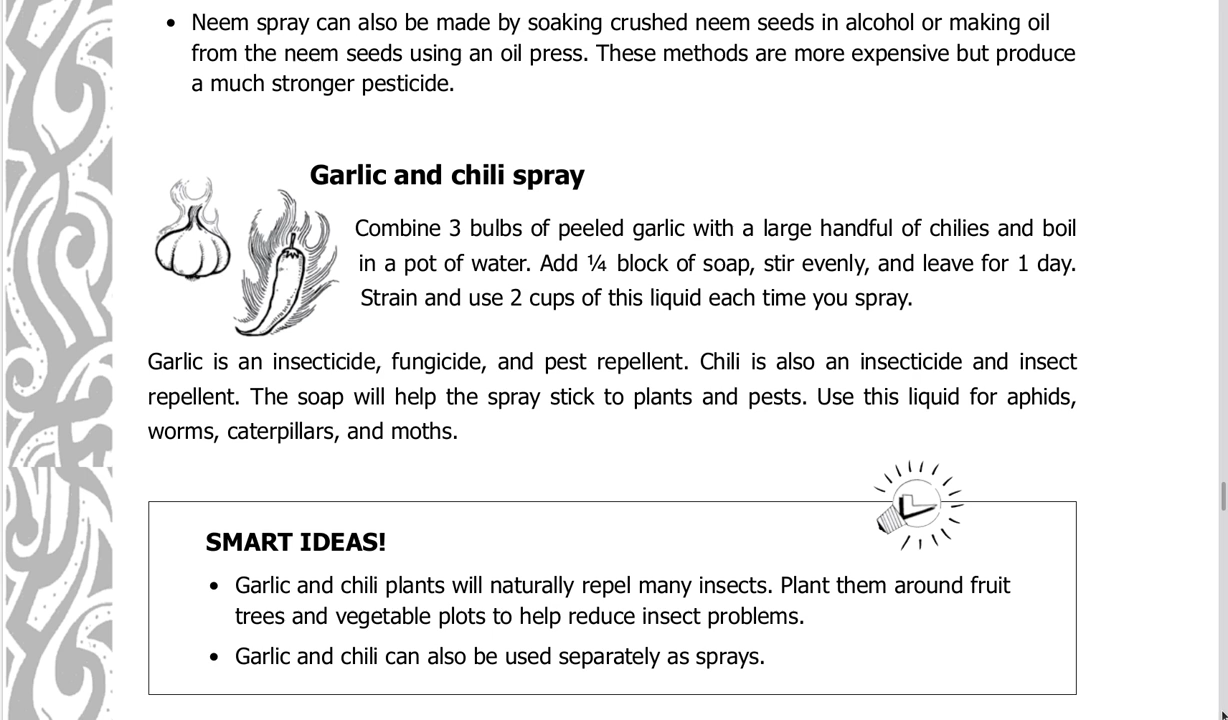 • Neem spray can also be made by soaking crushed neem seeds in alcohol or making oil
from the neem seeds using an oil press. These methods are more expensive but produce
a much stronger pesticide.
Garlic and chili spray
Combine 3 bulbs of peeled garlic with a large handful of chilies and boil
in a pot of water. Add ¼ block of soap, stir evenly, and leave for 1 day.
Strain and use 2 cups of this liquid each time you spray.
Garlic is an insecticide, fungicide, and pest repellent. Chili is also an insecticide and insect
repellent. The soap will help the spray stick to plants and pests. Use this liquid for aphids,
worms, caterpillars, and moths.
SMART IDEAS!
• Garlic and chili plants will naturally repel many insects. Plant them around fruit
trees and vegetable plots to help reduce insect problems.
• Garlic and chili can also be used separately as sprays.